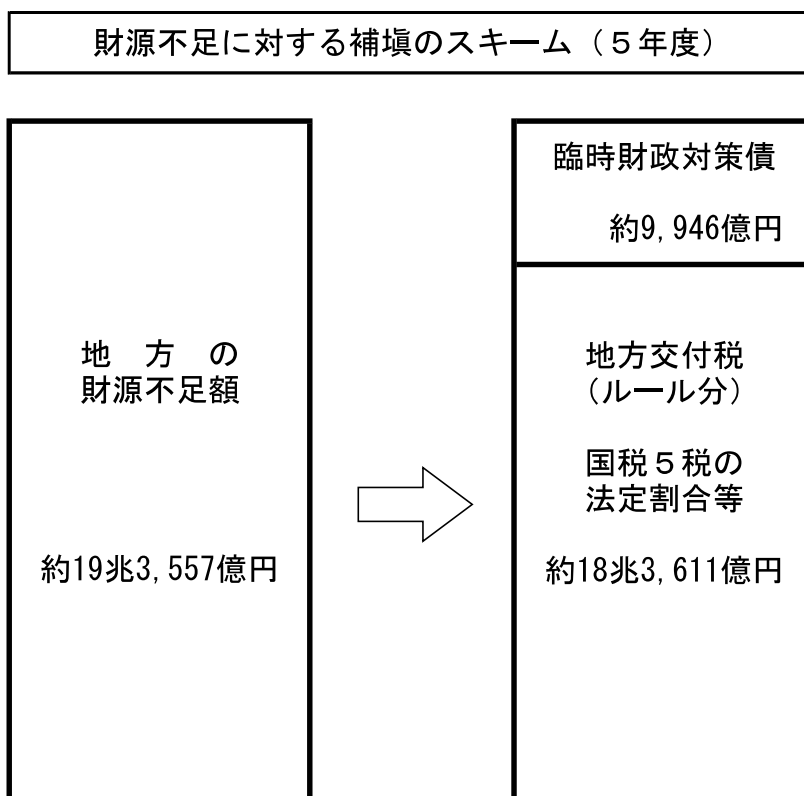 財源不足に対する補塡のスキーム（５年度）
臨時財政対策債
約9,946億円
地　方　の
財源不足額
約19兆3,557億円
地方交付税
（ルール分）
国税５税の
法定割合等
約18兆3,611億円